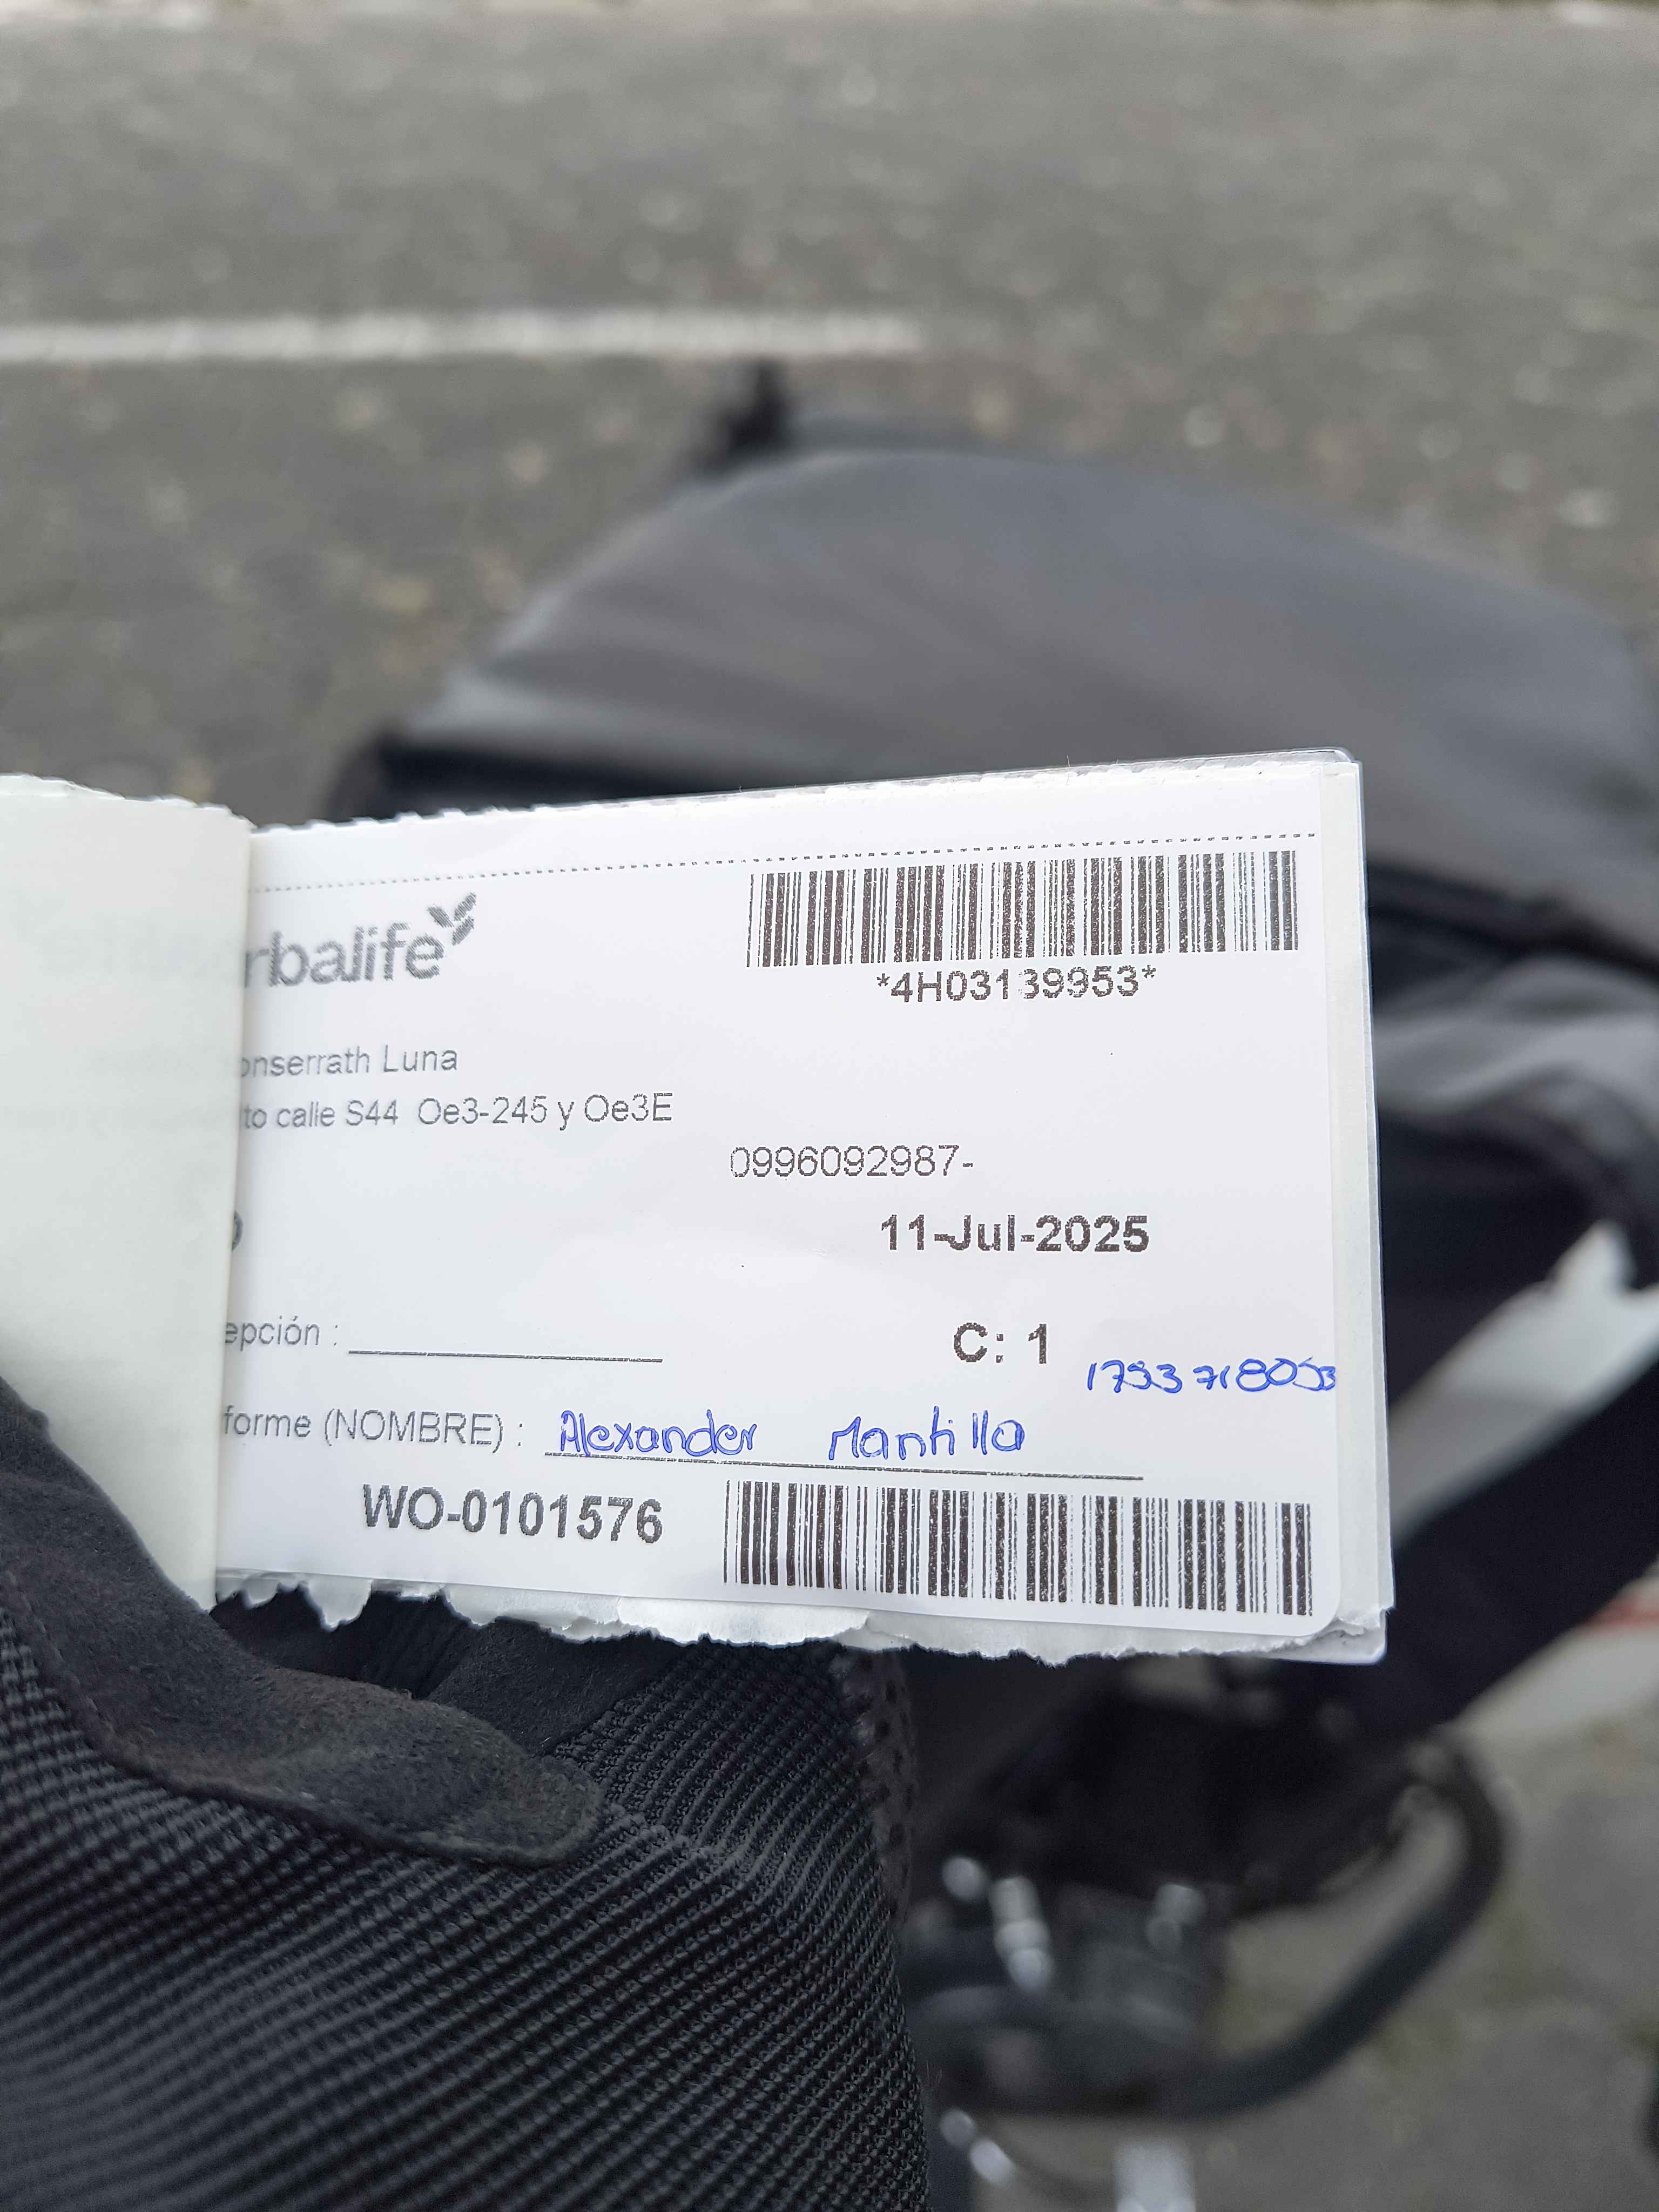 rbalife
*4H03139953*
onserrath Luna
to calle S44 Oe3-245 y Oe3E
0996092987-
11-Jul-2025
epción :
C: 1
forme (NOMBRE) : Alexander Mantilla
WO-0101576